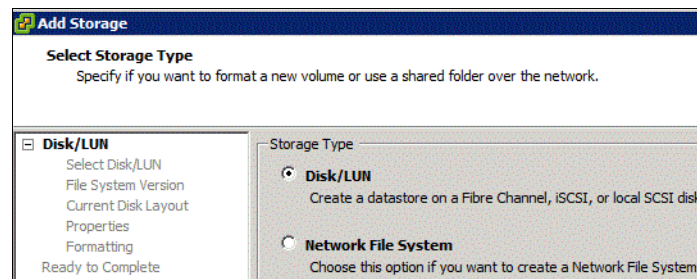 Add Storage
Select Storage Type
Specify if you want to format a new volume or use a shared folder over the network.
Disk/LUN
Select Disk/LUN
File System Version
Current Disk Layout
Properties
Formatting
Ready to Complete
Storage Type
Disk/LUN
Create a datastore on a Fibre Channel, iSCSI, or local SCSI disk
Network File System
Choose this option if you want to create a Network File System